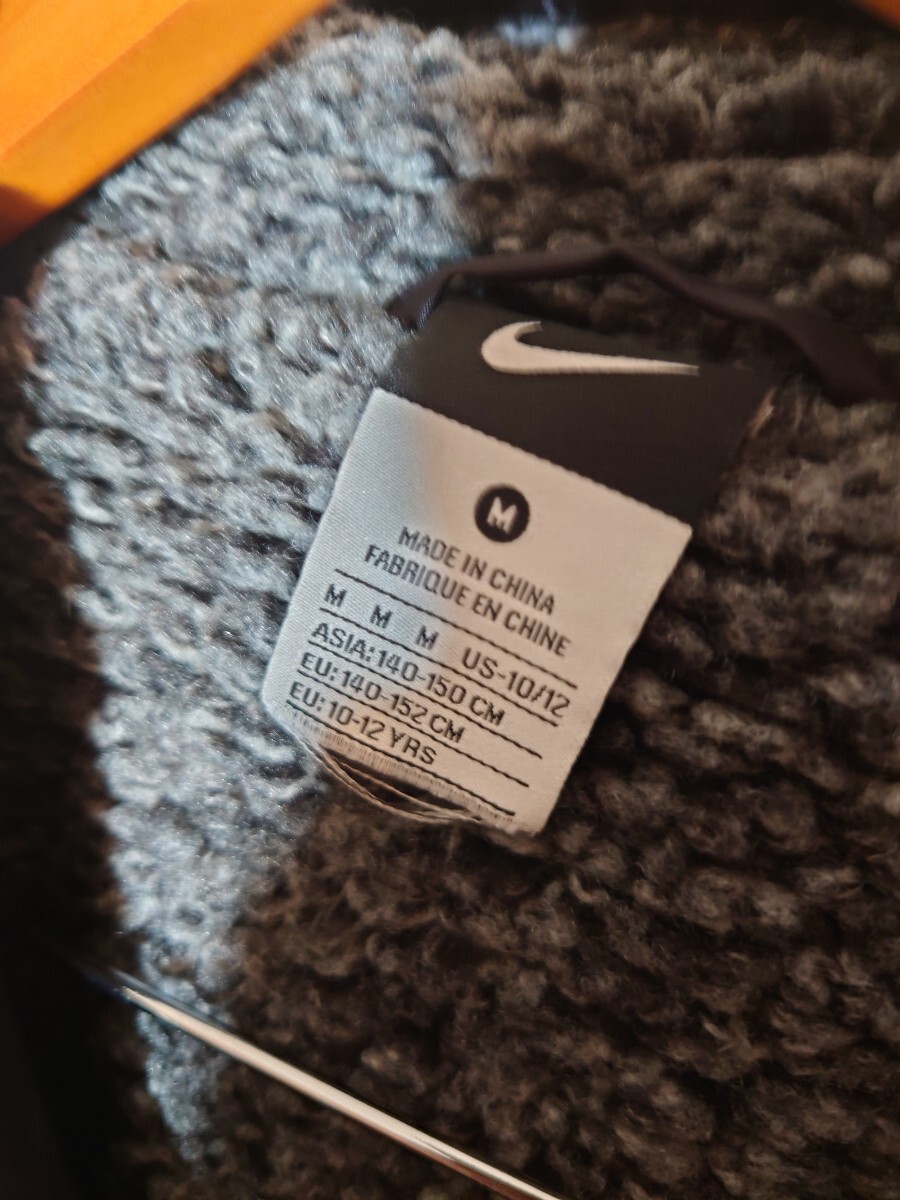 M
MADE IN CHINA
FABRIQUE EN CHINE
M M M US-10/12
ASIA:140-150 CM
EU:140-152 CM
EU:10-12 YRS